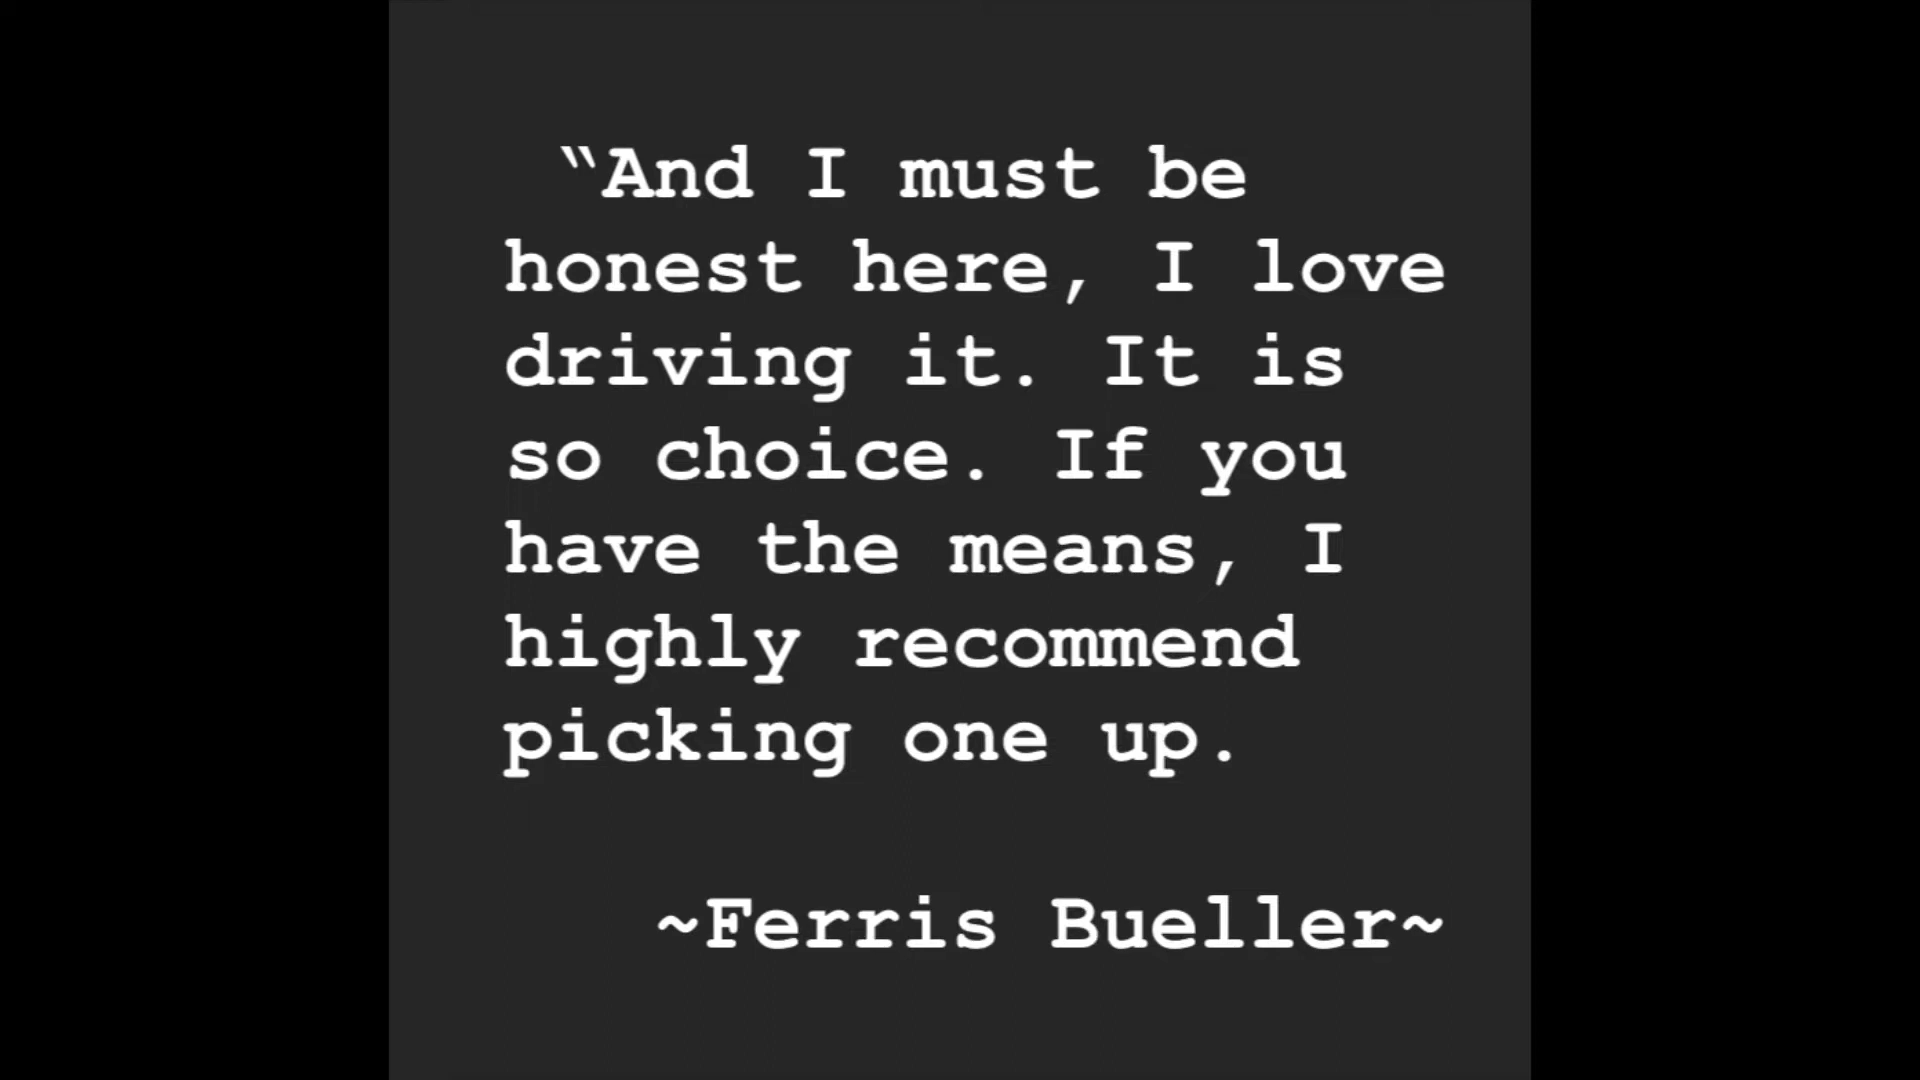 “And I must be
honest here, I love
driving it. It is
so choice. If you
have the means, I
highly recommend
picking one up.
~Ferris Bueller~